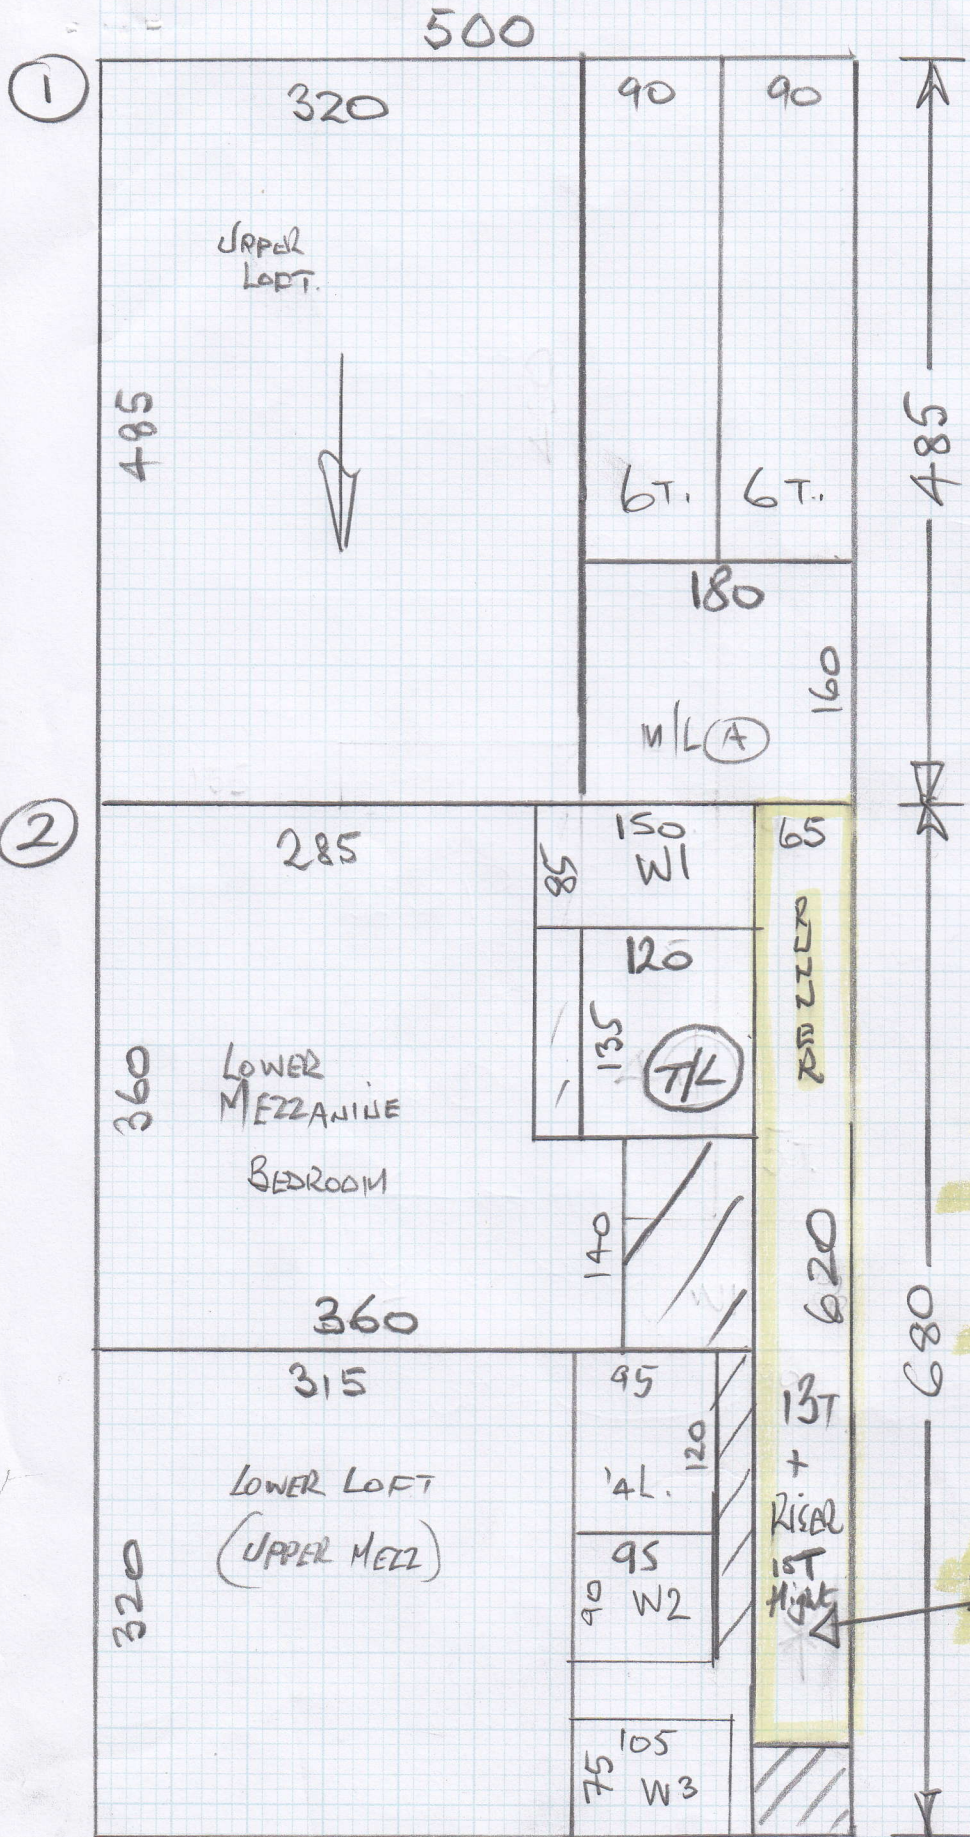 500
1
320
90
90
UPPER
LOFT.
485
6T.
6T..
485
180
160
M/L A
2
285
150
W1
85
65
RUNNER
120
135
T/L
360
LOWER
MEZZANINE
BEDROOM
140
620
360
680
315
95
120
13T
+
RISER
1ST
flight
LOWER LOFT
(UPPER MEZZ)
'4L.
320
95
90
W2
105
75
W3